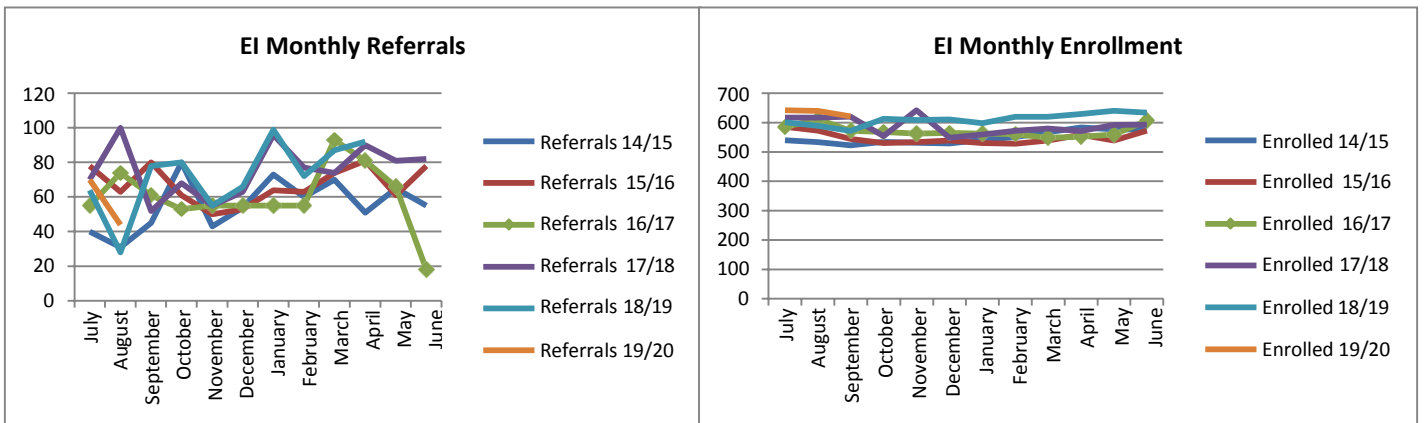 EI Monthly Referrals
120
100
80
60
40
20
0
July
August
September
October
November
December
January
February
March
April
May
June
Referrals 14/15
Referrals 15/16
Referrals 16/17
Referrals 17/18
Referrals 18/19
Referrals 19/20
EI Monthly Enrollment
700
600
500
400
300
200
100
0
July
August
September
October
November
December
January
February
March
April
May
June
Enrolled 14/15
Enrolled 15/16
Enrolled 16/17
Enrolled 17/18
Enrolled 18/19
Enrolled 19/20